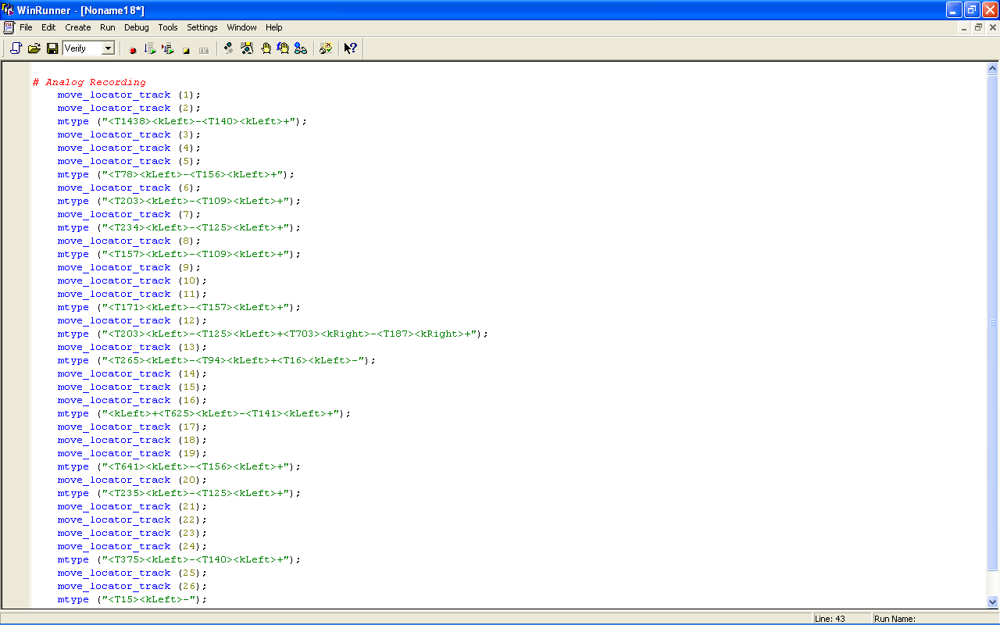 WinRunner - [Noname18*]
File Edit Create Run Debug Tools Settings Window Help
Verify
# Analog Recording
move_locator_track (1);
move_locator_track (2);
mtype ("<T1438><kLeft>-<T140><kLeft>+");
move_locator_track (3);
move_locator_track (4);
move_locator_track (5);
mtype ("<T78><kLeft>-<T156><kLeft>+");
move_locator_track (6);
mtype ("<T203><kLeft>-<T109><kLeft>+");
move_locator_track (7);
mtype ("<T234><kLeft>-<T125><kLeft>+");
move_locator_track (8);
mtype ("<T157><kLeft>-<T109><kLeft>+");
move_locator_track (9);
move_locator_track (10);
move_locator_track (11);
mtype ("<T171><kLeft>-<T157><kLeft>+");
move_locator_track (12);
mtype ("<T203><kLeft>-<T125><kLeft>+<T703><kRight>-<T187><kRight>+");
move_locator_track (13);
mtype ("<T265><kLeft>-<T94><kLeft>+<T16><kLeft>-");
move_locator_track (14);
move_locator_track (15);
move_locator_track (16);
mtype ("<kLeft>+<T625><kLeft>-<T141><kLeft>+");
move_locator_track (17);
move_locator_track (18);
move_locator_track (19);
mtype ("<T641><kLeft>-<T156><kLeft>+");
move_locator_track (20);
mtype ("<T235><kLeft>-<T125><kLeft>+");
move_locator_track (21);
move_locator_track (22);
move_locator_track (23);
move_locator_track (24);
mtype ("<T375><kLeft>-<T140><kLeft>+");
move_locator_track (25);
move_locator_track (26);
mtype ("<T15><kLeft>-");
Line: 43 Run Name: